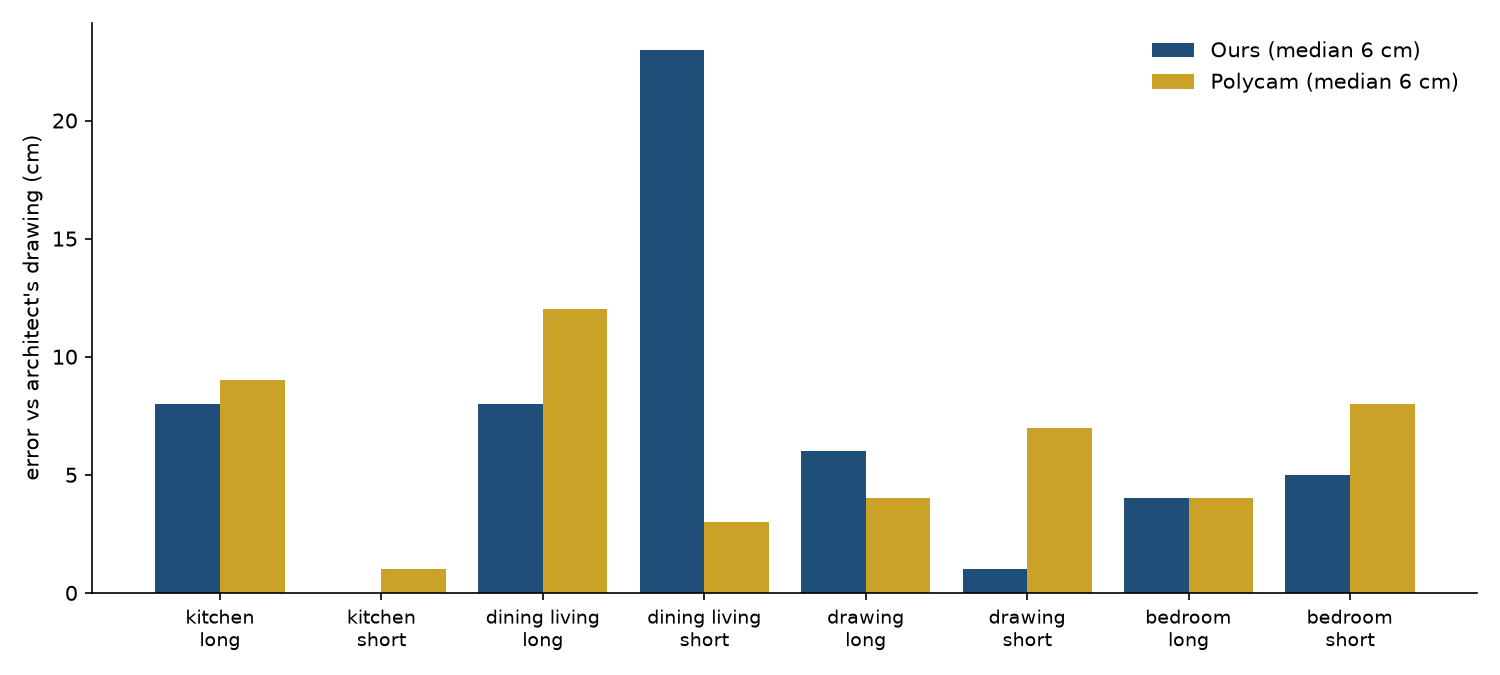 Ours (median 6 cm)
Polycam (median 6 cm)
error vs architect's drawing (cm)
20
15
10
5
0
kitchen
long
kitchen
short
dining living
long
dining living
short
drawing
long
drawing
short
bedroom
long
bedroom
short